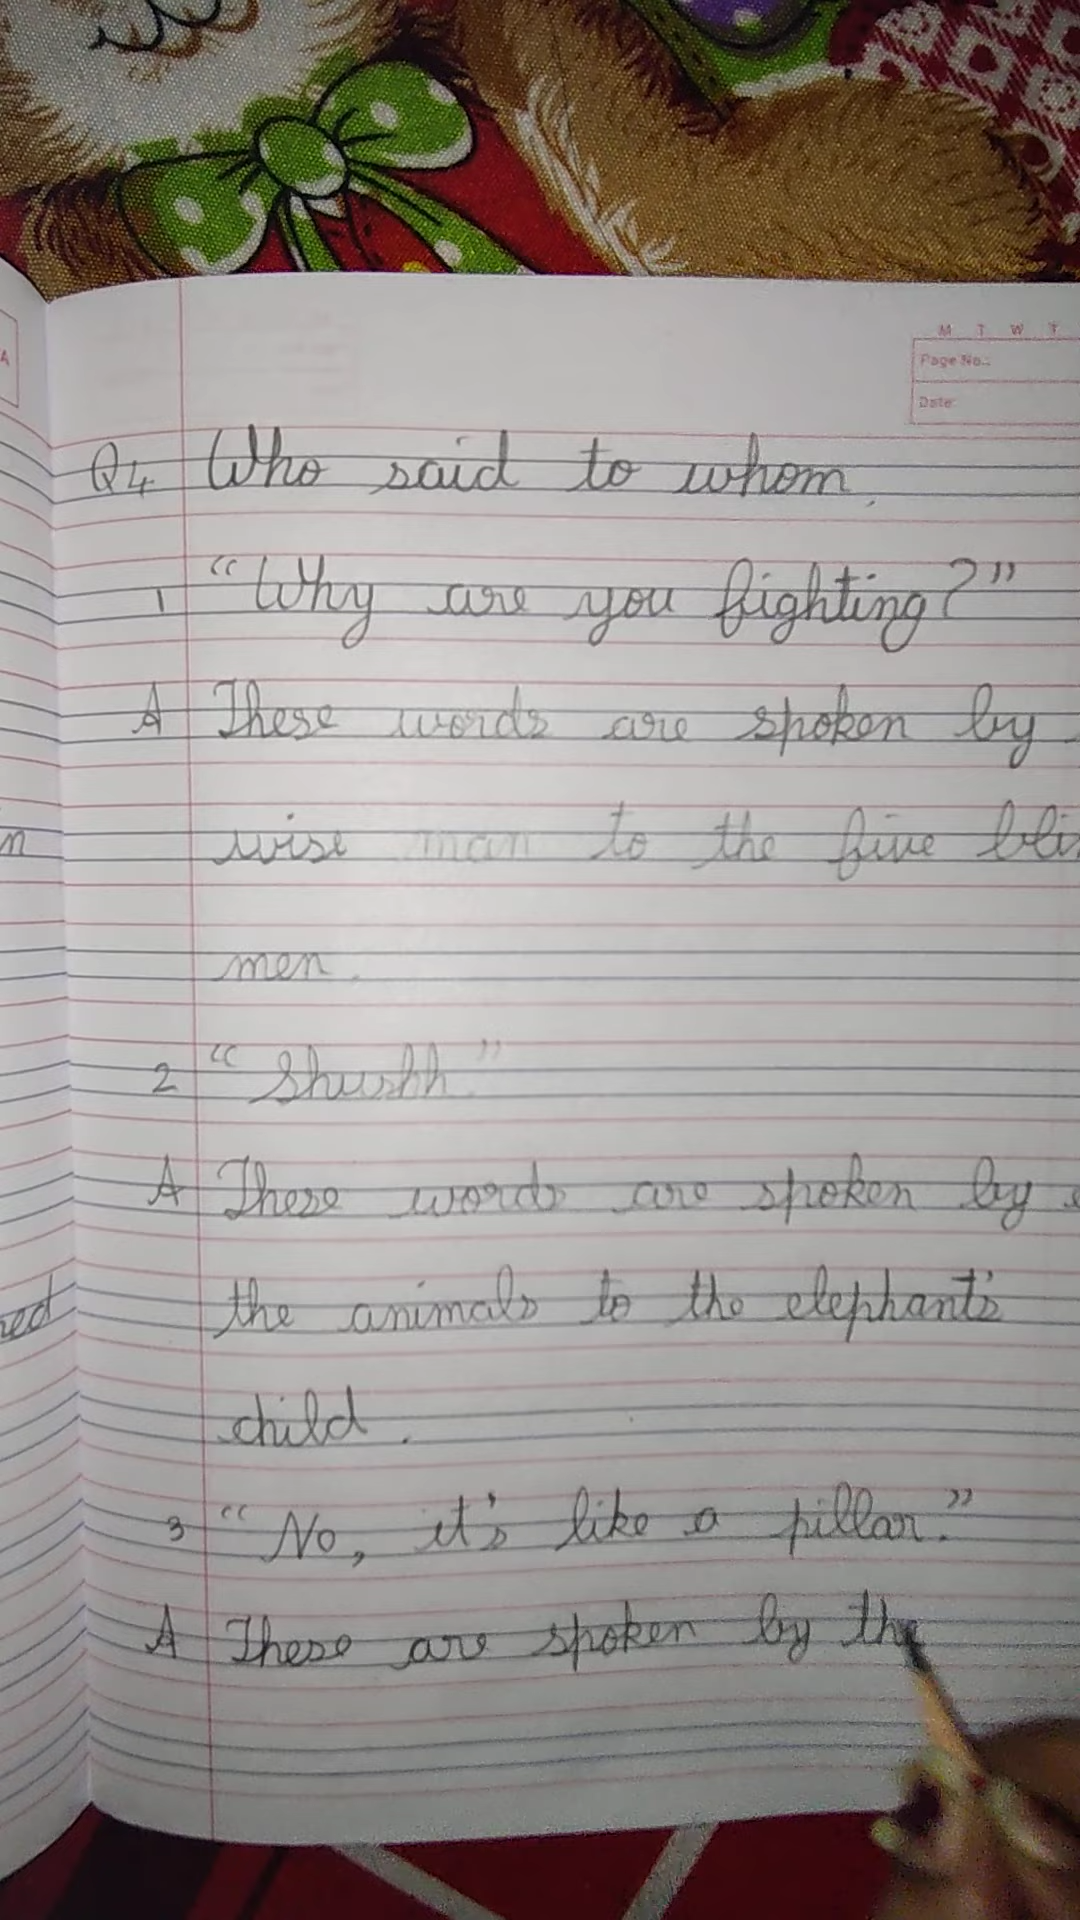 M T W T
Page No.:
Date:
Q4 Who said to whom.
1 "Why are you fighting?"
A These words are spoken by
wise man to the five
men.
2 "Shushh."
A These words are spoken by
the animals to the elephant's
child.
3 "No, it's like a pillar."
A These are spoken by the